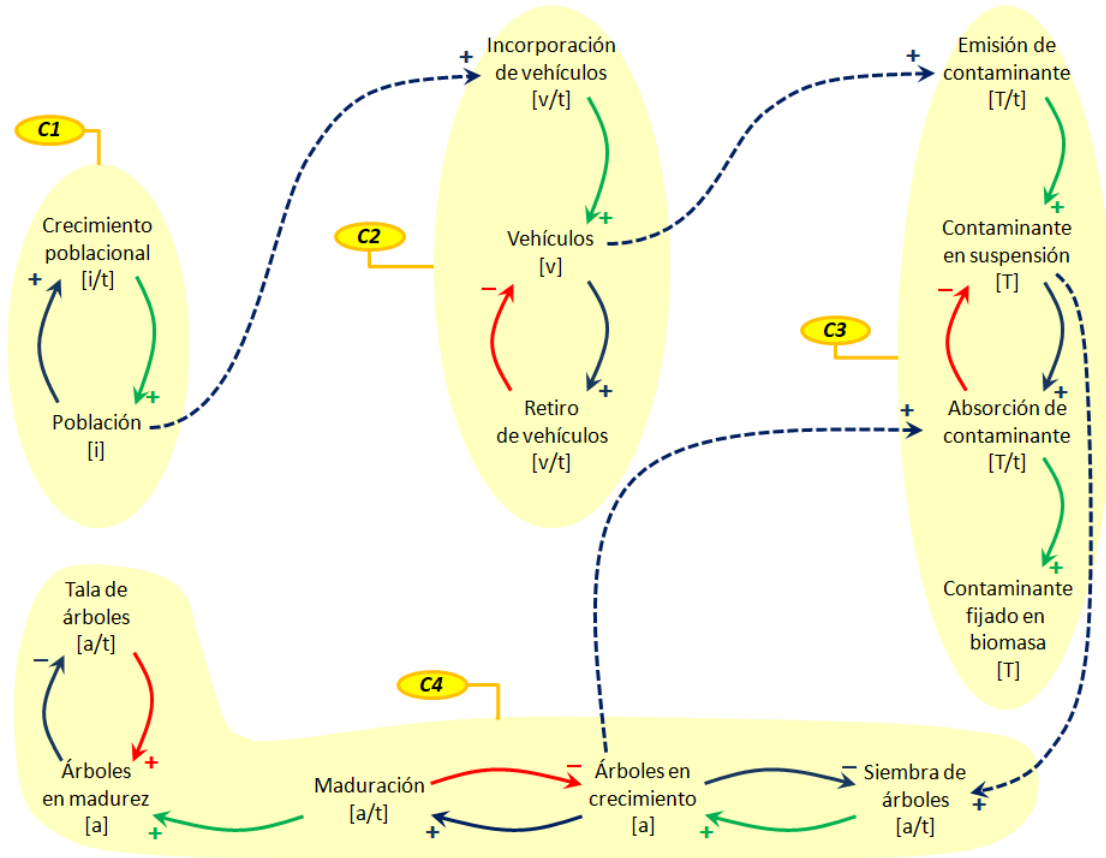 C1
Crecimiento
poblacional
[i/t]
+
+
Población
[i]
Incorporación
de vehículos
[v/t]
+
+
C2
Vehículos
[v]
−
+
Retiro
de vehículos
[v/t]
Emisión de
contaminante
[T/t]
+
+
Contaminante
en suspensión
[T]
−
C3
+
+
Absorción de
contaminante
[T/t]
+
Contaminante
fijado en
biomasa
[T]
Tala de
árboles
[a/t]
−
C4
+
Árboles
en madurez
[a]
+
Maduración
[a/t]
−
+
Árboles en
crecimiento
[a]
−
+
Siembra de
árboles
[a/t]
+